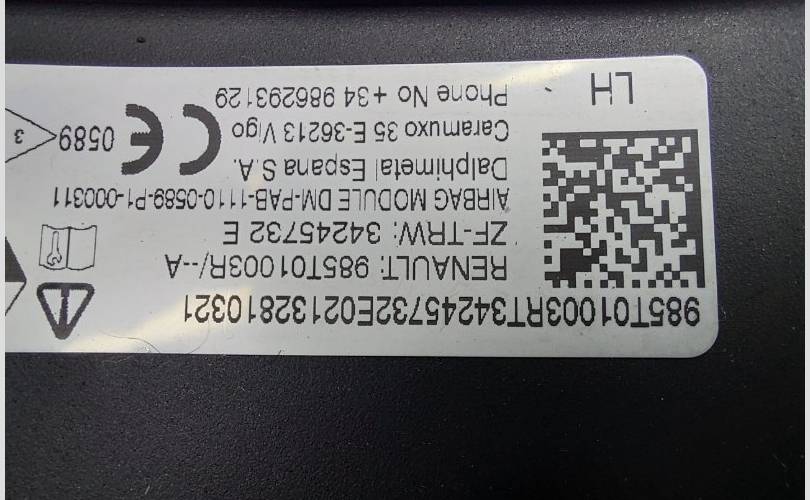 985T01003RT34245732E02132810321
RENAULT: 985T01003R/--A
ZF-TRW: 34245732 E
AIRBAG MODULE DM-PAB-1110-0589-P1-000311
Dalphimetal Espana S.A.
Caramuxo 35 E-36213 Vigo
Phone No + 34 986293129
LH
CE 0589
3